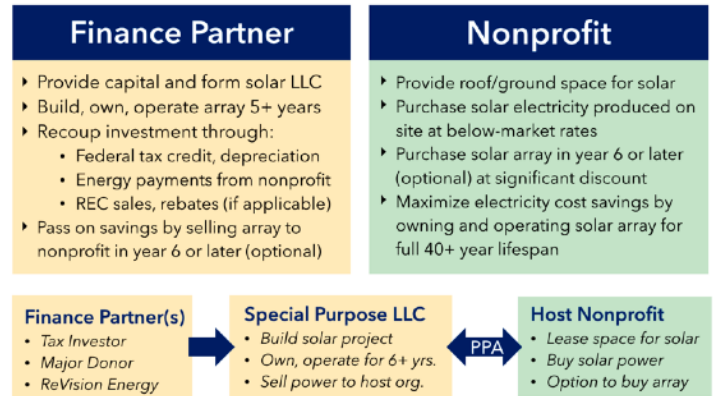 Finance Partner
Provide capital and form solar LLC
Build, own, operate array 5+ years
Recoup investment through:
Federal tax credit, depreciation
Energy payments from nonprofit
REC sales, rebates (if applicable)
Pass on savings by selling array to
nonprofit in year 6 or later (optional)
Nonprofit
Provide roof/ground space for solar
Purchase solar electricity produced on
site at below-market rates
Purchase solar array in year 6 or later
(optional) at significant discount
Maximize electricity cost savings by
owning and operating solar array for
full 40+ year lifespan
Finance Partner(s)
Tax Investor
Major Donor
ReVision Energy
Special Purpose LLC
Build solar project
Own, operate for 6+ yrs.
Sell power to host org.
PPA
Host Nonprofit
Lease space for solar
Buy solar power
Option to buy array